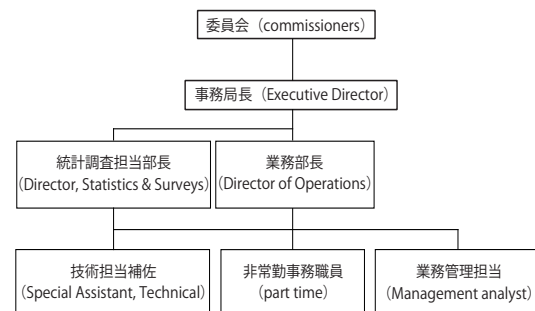 委員会（commissioners）
事務局長（Executive Director）
統計調査担当部長
（Director, Statistics & Surveys）
業務部長
（Director of Operations）
技術担当補佐
（Special Assistant, Technical）
非常勤事務職員
（part time）
業務管理担当
（Management analyst）